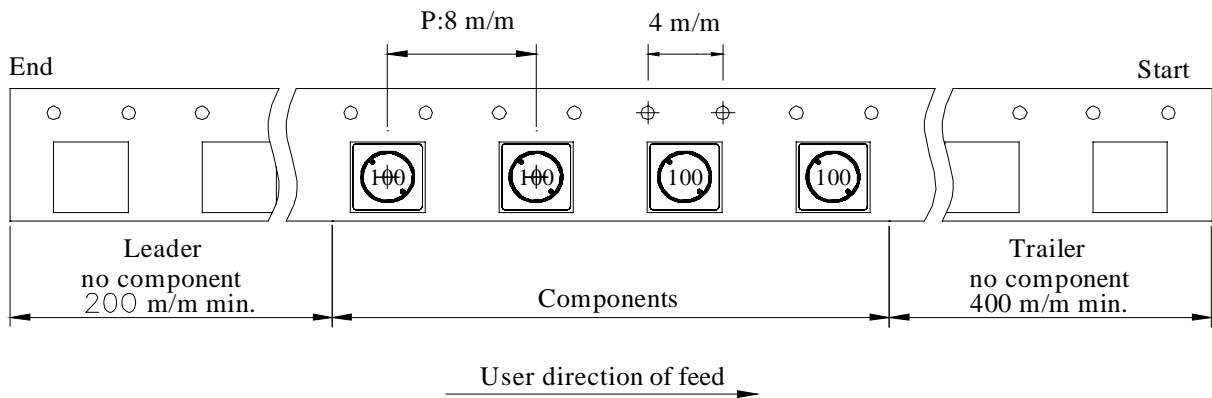 P:8 m/m
4 m/m
End
Start
100
100
100
100
Leader
no component
200 m/m min.
Components
Trailer
no component
400 m/m min.
User direction of feed